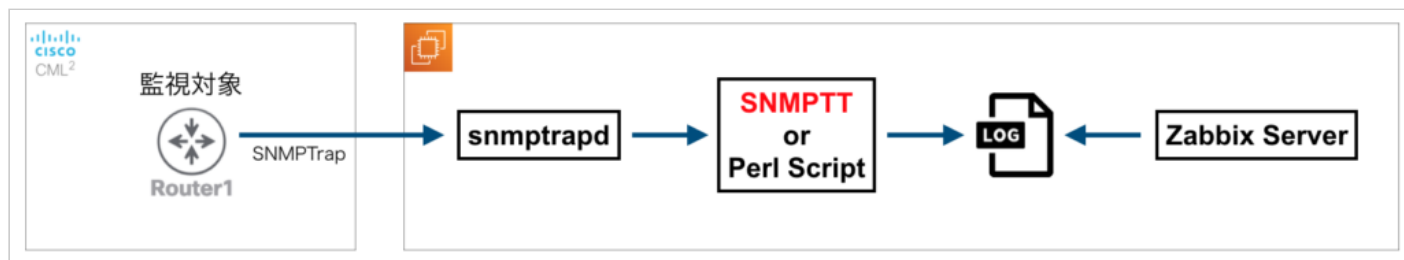 CISCO
CML2
監視対象
Router1
SNMPTrap
snmptrapd
SNMPTT
or
Perl Script
LOG
Zabbix Server